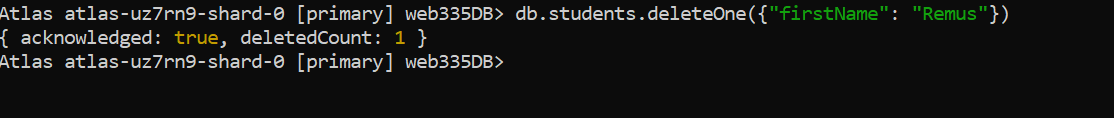 Atlas atlas-uz7rn9-shard-0 [primary] web335DB> db.students.deleteOne({"firstName": "Remus"})
{ acknowledged: true, deletedCount: 1 }
Atlas atlas-uz7rn9-shard-0 [primary] web335DB>